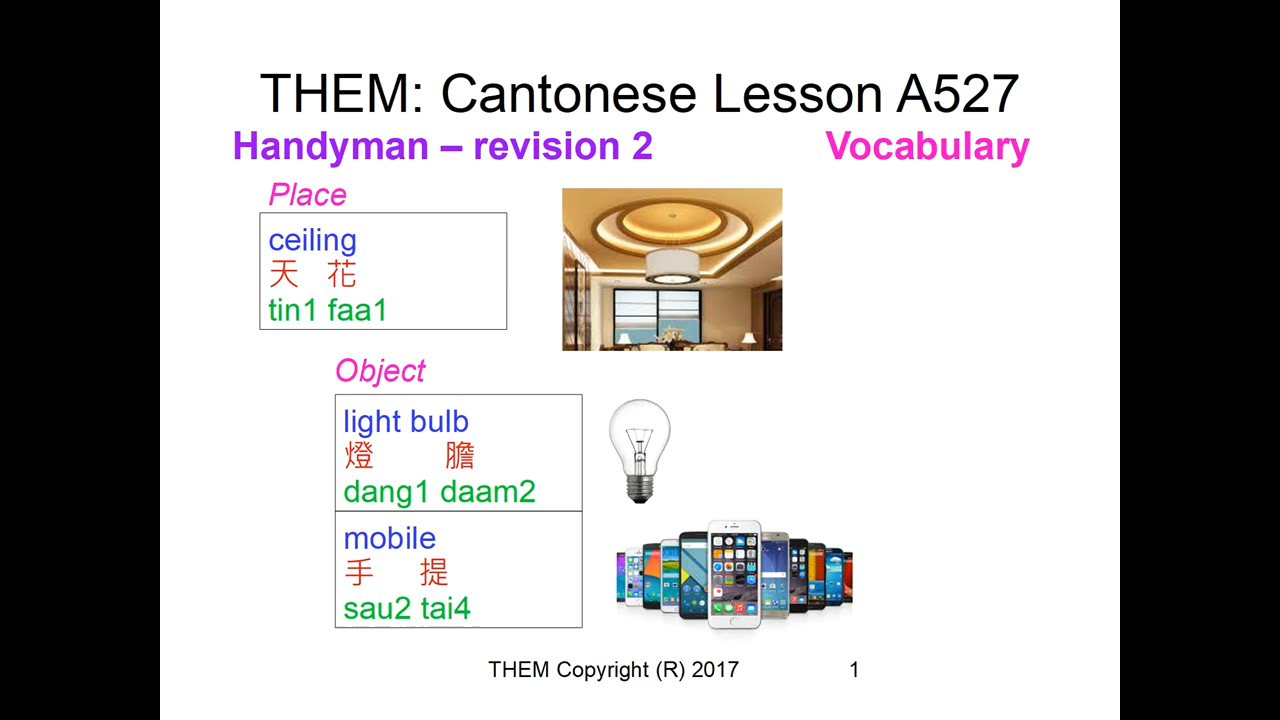 THEM: Cantonese Lesson A527
Handyman – revision 2 Vocabulary
Place
ceiling
天 花
tin1 faa1
Object
light bulb
燈 膽
dang1 daam2
mobile
手 提
sau2 tai4
THEM Copyright (R) 2017 1